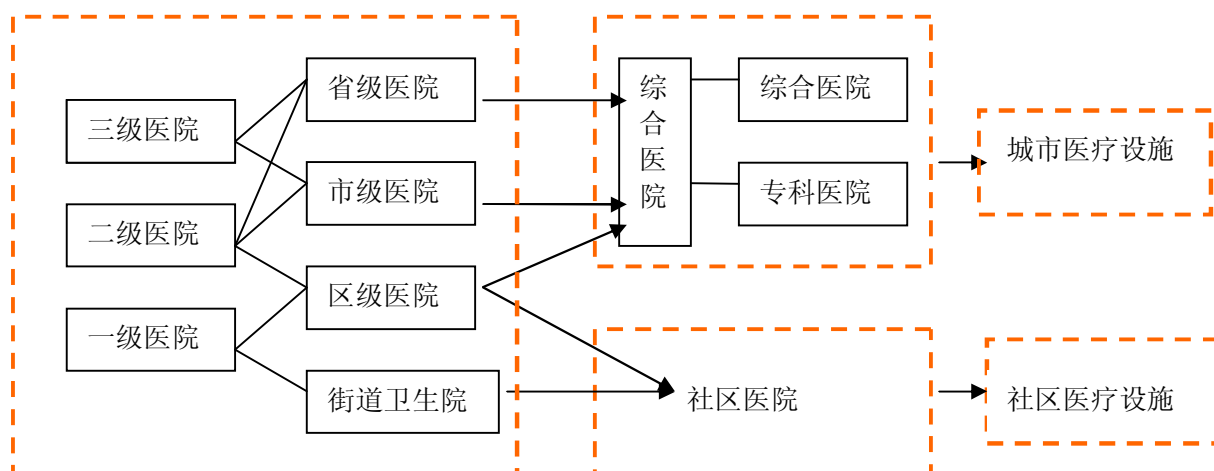 三级医院
二级医院
一级医院
省级医院
市级医院
区级医院
街道卫生院
综合医院
综合医院
专科医院
社区医院
城市医疗设施
社区医疗设施